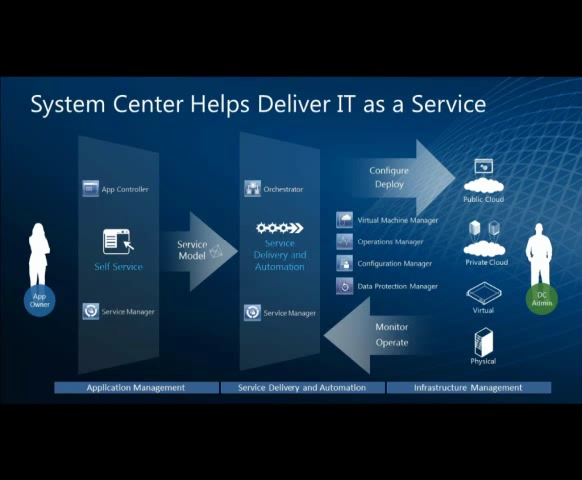 System Center Helps Deliver IT as a Service
App Controller
Self Service
Service Manager
App
Owner
Service
Model
Orchestrator
Service
Delivery and
Automation
Service Manager
Configure
Deploy
Virtual Machine Manager
Operations Manager
Configuration Manager
Data Protection Manager
Monitor
Operate
Public Cloud
Private Cloud
Virtual
Physical
DC
Admin
Application Management
Service Delivery and Automation
Infrastructure Management